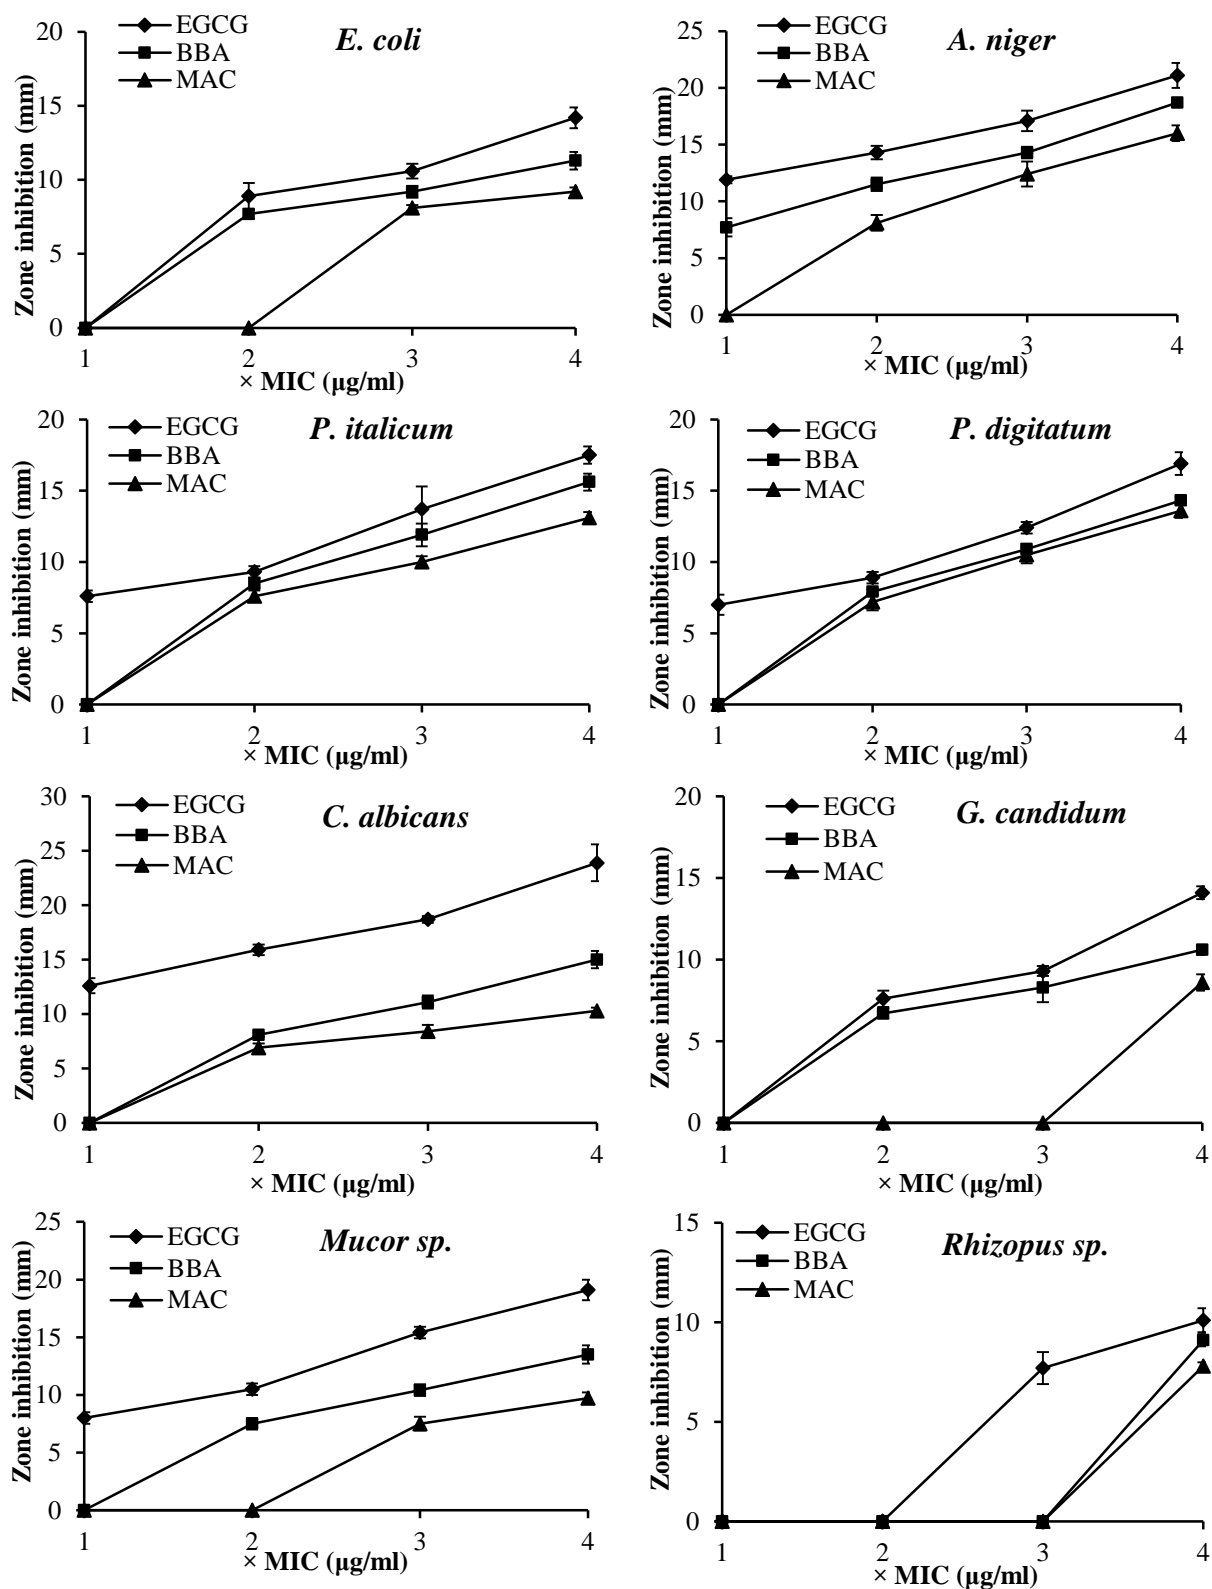 E. coli
EGCG
BBA
MAC
Zone inhibition (mm)
20
15
10
5
0
1 2 3 4
× MIC (µg/ml)
A. niger
EGCG
BBA
MAC
Zone inhibition (mm)
25
20
15
10
5
0
1 2 3 4
× MIC (µg/ml)
P. italicum
EGCG
BBA
MAC
Zone inhibition (mm)
20
15
10
5
0
1 2 3 4
× MIC (µg/ml)
P. digitatum
EGCG
BBA
MAC
Zone inhibition (mm)
20
15
10
5
0
1 2 3 4
× MIC (µg/ml)
C. albicans
EGCG
BBA
MAC
Zone inhibition (mm)
30
25
20
15
10
5
0
1 2 3 4
× MIC (µg/ml)
G. candidum
EGCG
BBA
MAC
Zone inhibition (mm)
20
15
10
5
0
1 2 3 4
× MIC (µg/ml)
Mucor sp.
EGCG
BBA
MAC
Zone inhibition (mm)
25
20
15
10
5
0
1 2 3 4
× MIC (µg/ml)
Rhizopus sp.
EGCG
BBA
MAC
Zone inhibition (mm)
15
10
5
0
1 2 3 4
× MIC (µg/ml)